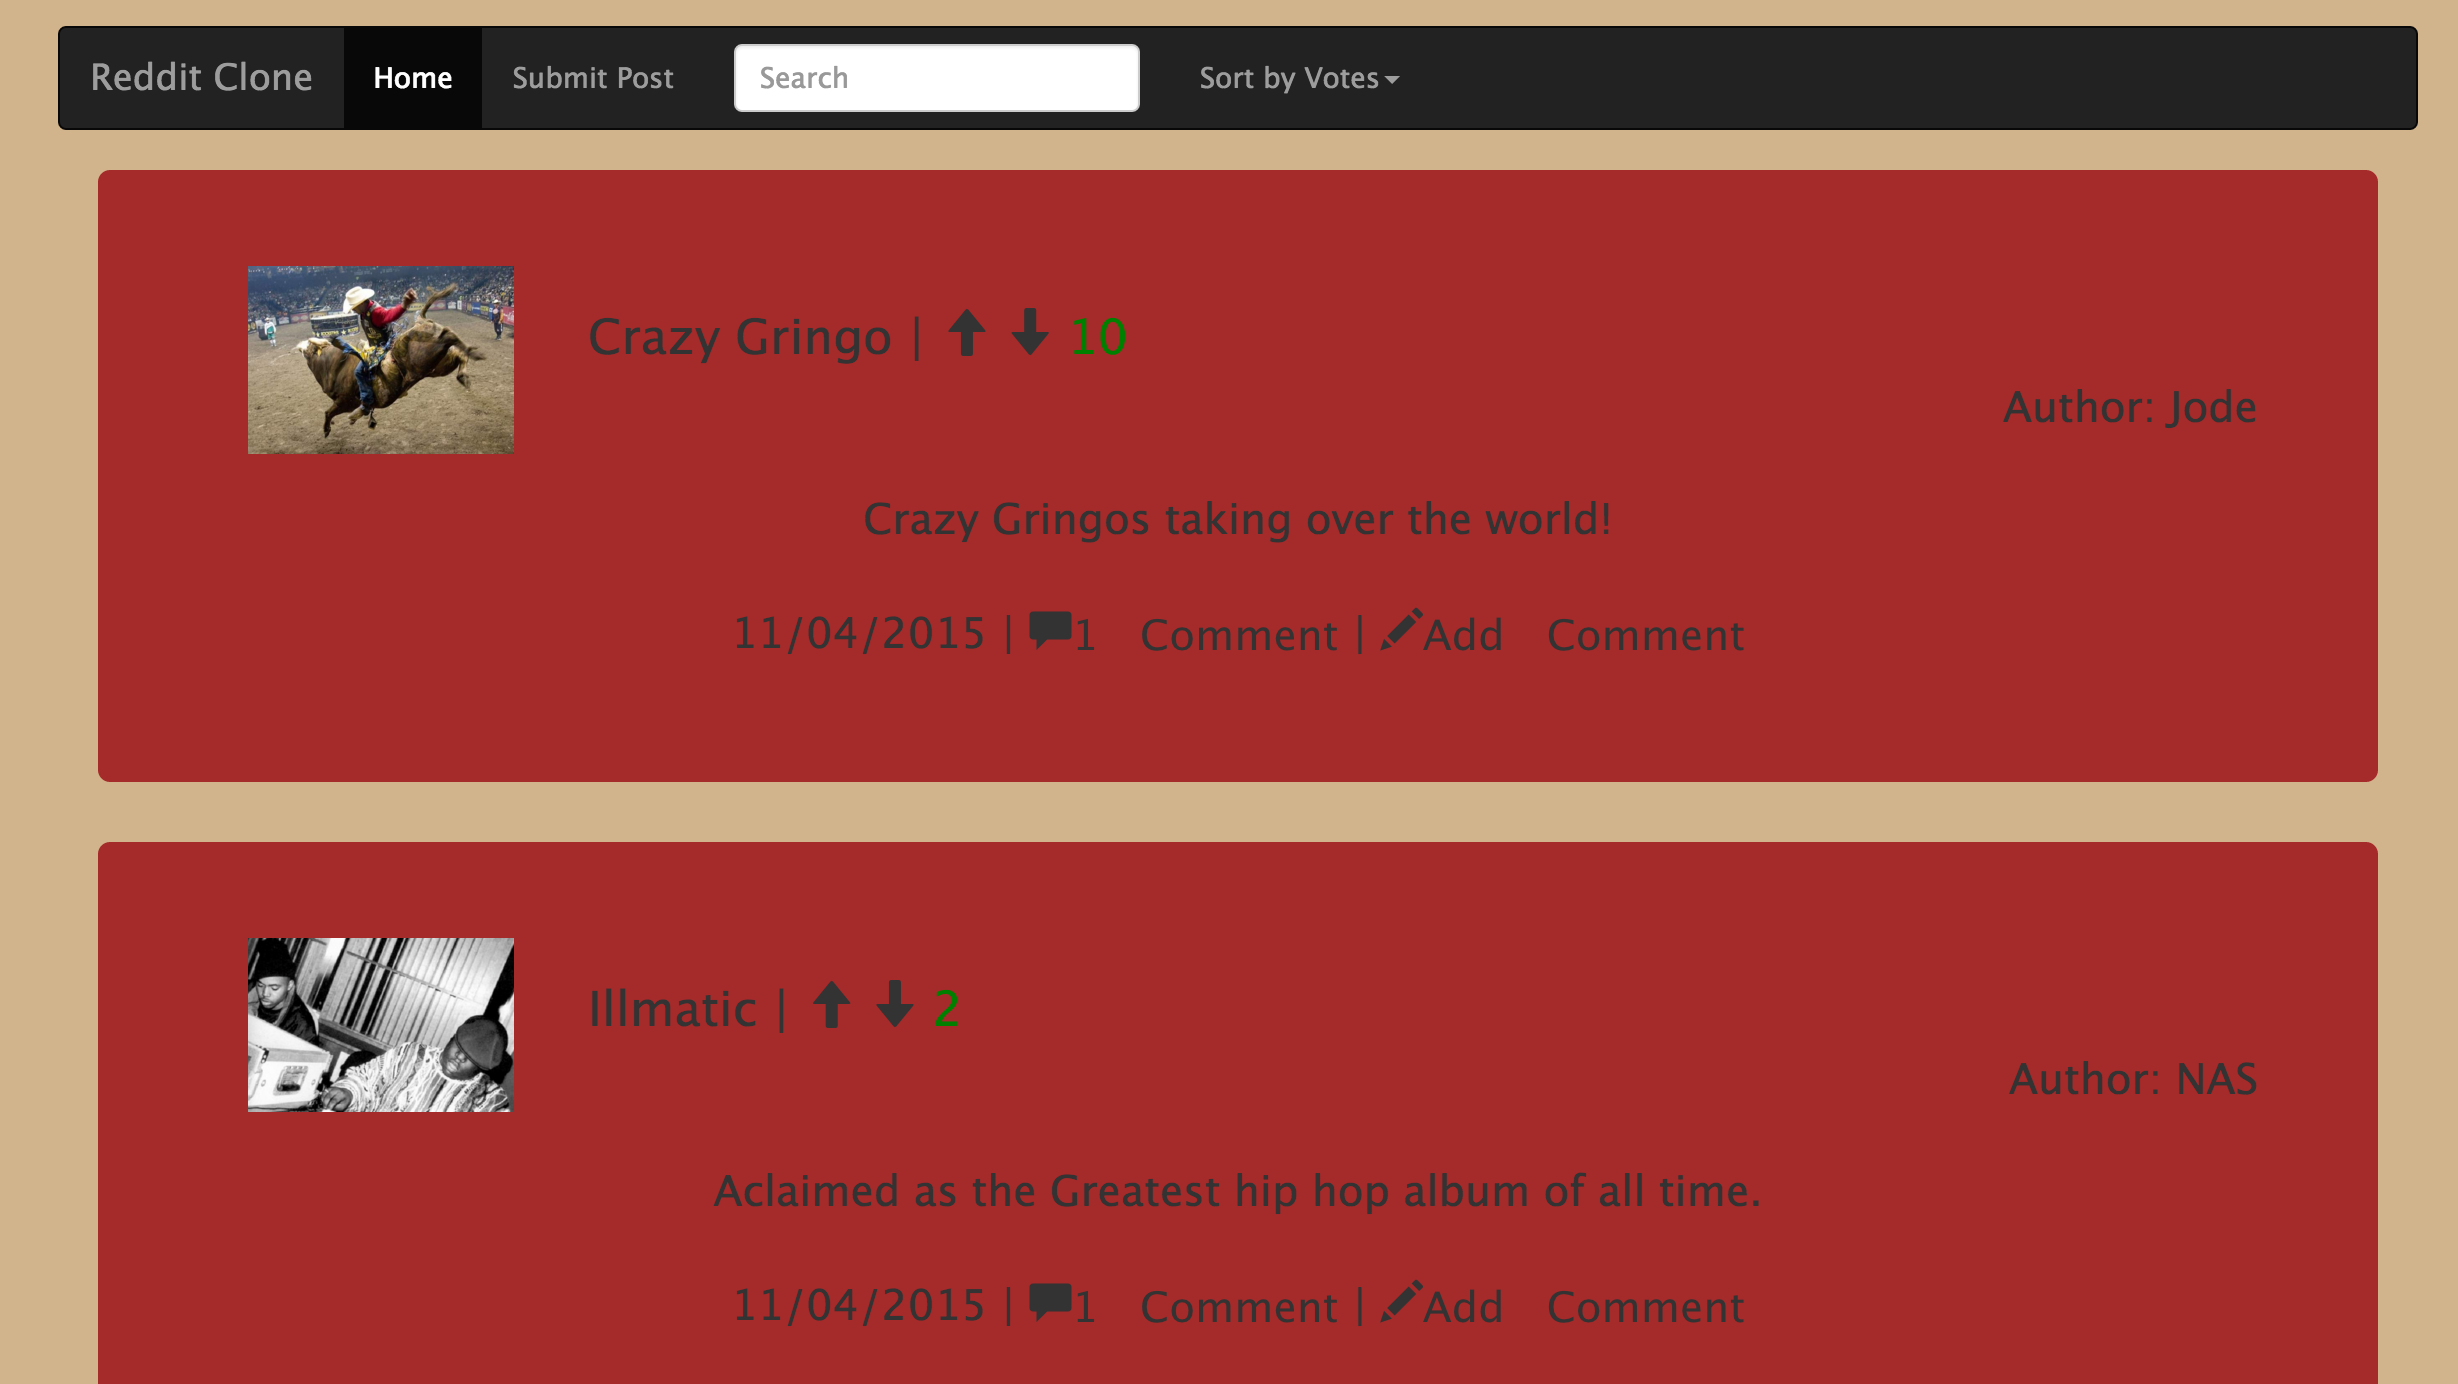 Reddit Clone Home Submit Post Search Sort by Votes
Crazy Gringo | 10
Author: Jode
Crazy Gringos taking over the world!
11/04/2015 | 1 Comment | Add Comment
Illmatic | 2
Author: NAS
Aclaimed as the Greatest hip hop album of all time.
11/04/2015 | 1 Comment | Add Comment